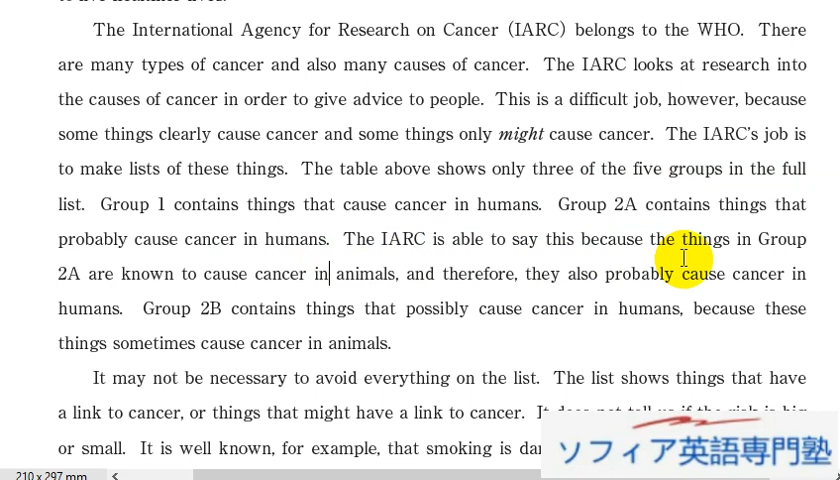 The International Agency for Research on Cancer (IARC) belongs to the WHO. There
are many types of cancer and also many causes of cancer. The IARC looks at research into
the causes of cancer in order to give advice to people. This is a difficult job, however, because
some things clearly cause cancer and some things only might cause cancer. The IARC's job is
to make lists of these things. The table above shows only three of the five groups in the full
list. Group 1 contains things that cause cancer in humans. Group 2A contains things that
probably cause cancer in humans. The IARC is able to say this because the things in Group
2A are known to cause cancer in animals, and therefore, they also probably cause cancer in
humans. Group 2B contains things that possibly cause cancer in humans, because these
things sometimes cause cancer in animals.
It may not be necessary to avoid everything on the list. The list shows things that have
a link to cancer, or things that might have a link to cancer.
or small. It is well known, for example, that smoking is
ソフィア英語専門塾
210 x 297 mm